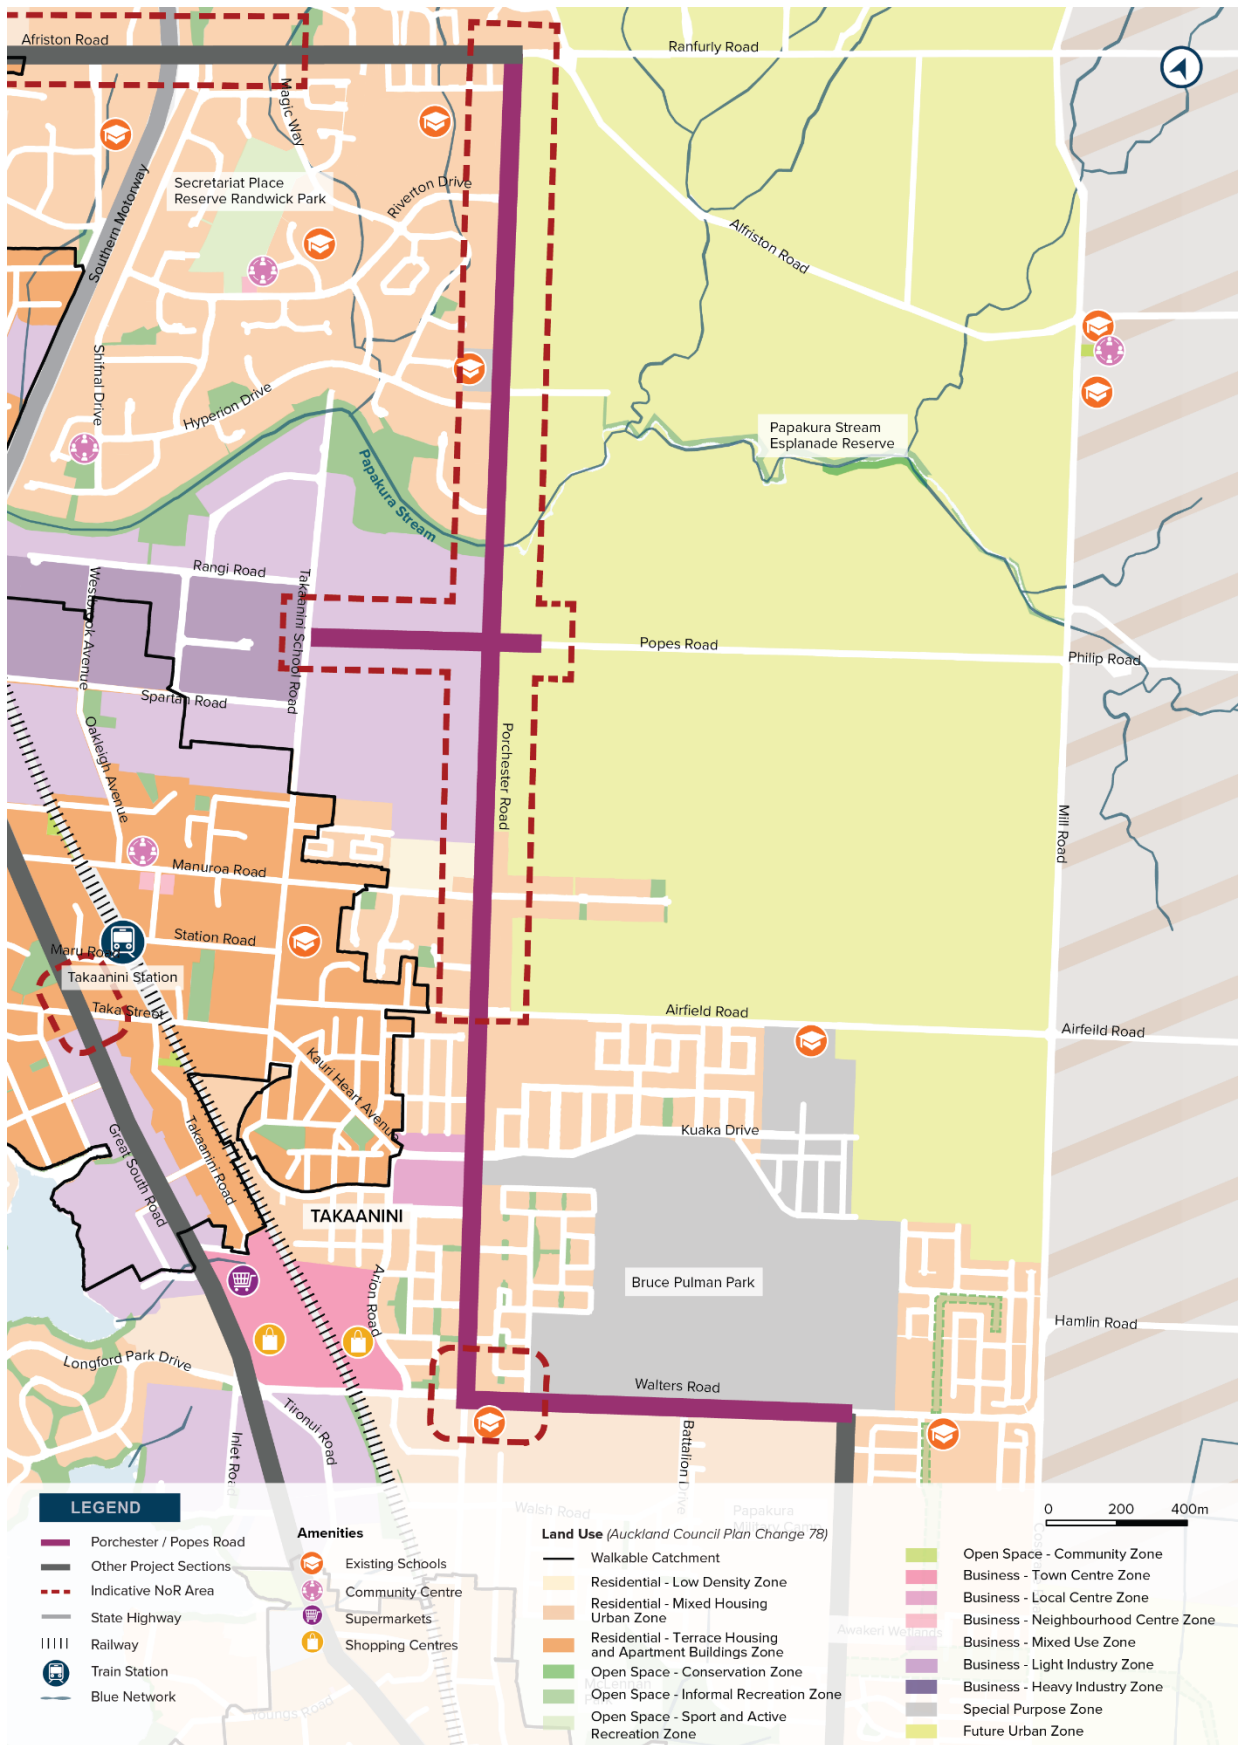 Afriston Road
Ranfurly Road
Magic Way
Secretariat Place
Reserve Randwick Park
Riverton Drive
Southern Motorway
Alfriston Road
Shifnal Drive
Hyperion Drive
Papakura Stream
Esplanade Reserve
Papakura Stream
Rangi Road
Takaanini School Road
Westbrook Avenue
Popes Road
Philip Road
Spartan Road
Oakleigh Avenue
Porchester Road
Mill Road
Manuroa Road
Station Road
Maru Road
Takaanini Station
Taka Street
Airfield Road
Airfeild Road
Kauri Heart Avenue
Kuaka Drive
Great South Road
Takaanini Road
TAKAANINI
Arion Road
Bruce Pulman Park
Hamlin Road
Longford Park Drive
Walters Road
Tironui Road
Inlet Road
Battalion Drive
Walsh Road
Papakura
Military Camp
Awakeri Wetlands
McLennan
Youngs Road
LEGEND
Porchester / Popes Road
Other Project Sections
Indicative NoR Area
State Highway
Railway
Train Station
Blue Network
Amenities
Existing Schools
Community Centre
Supermarkets
Shopping Centres
Land Use (Auckland Council Plan Change 78)
Walkable Catchment
Residential - Low Density Zone
Residential - Mixed Housing
Urban Zone
Residential - Terrace Housing
and Apartment Buildings Zone
Open Space - Conservation Zone
Open Space - Informal Recreation Zone
Open Space - Sport and Active
Recreation Zone
0 200 400m
Open Space - Community Zone
Business - Town Centre Zone
Business - Local Centre Zone
Business - Neighbourhood Centre Zone
Business - Mixed Use Zone
Business - Light Industry Zone
Business - Heavy Industry Zone
Special Purpose Zone
Future Urban Zone